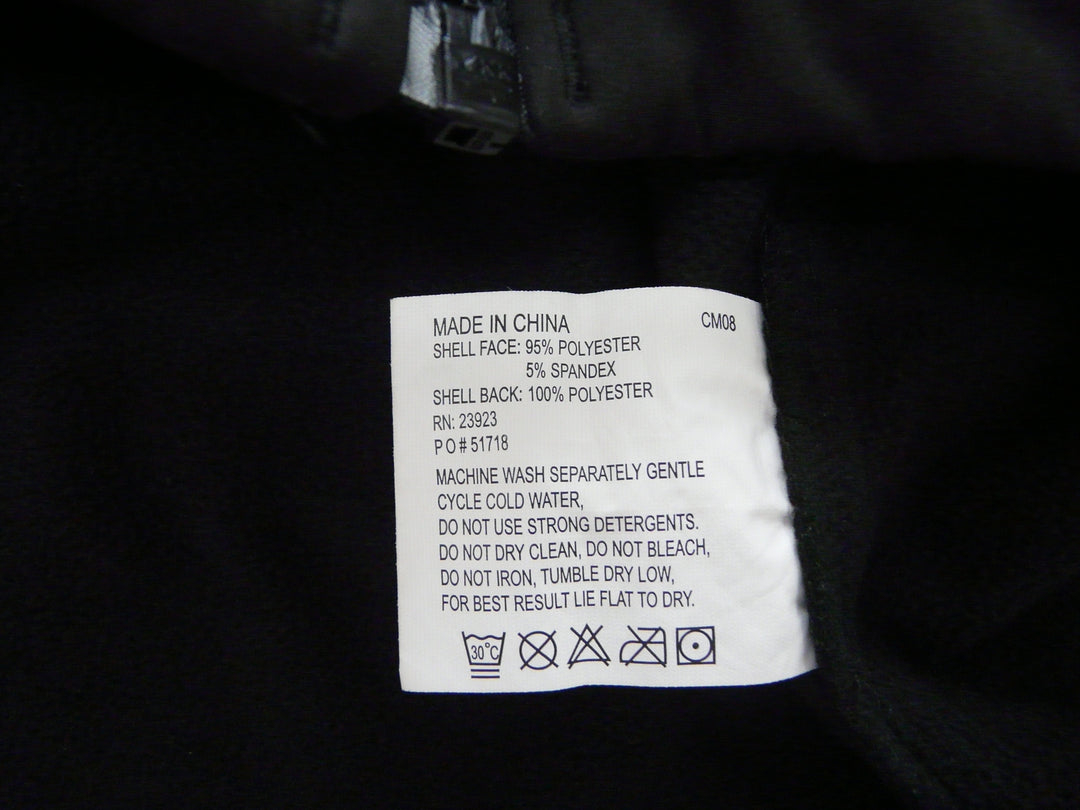 MADE IN CHINA CM08
SHELL FACE: 95% POLYESTER
5% SPANDEX
SHELL BACK: 100% POLYESTER
RN: 23923
PO# 51718
MACHINE WASH SEPARATELY GENTLE
CYCLE COLD WATER,
DO NOT USE STRONG DETERGENTS.
DO NOT DRY CLEAN, DO NOT BLEACH,
DO NOT IRON, TUMBLE DRY LOW,
FOR BEST RESULT LIE FLAT TO DRY.
30°C